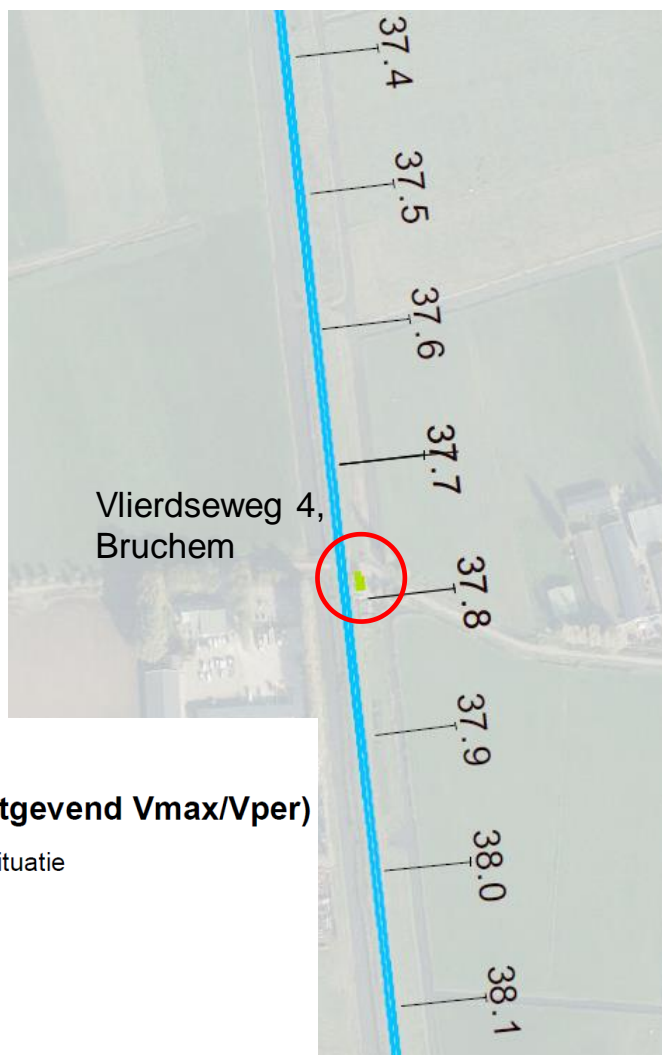 37.4
37.5
37.6
37.7
Vlierdseweg 4,
Bruchem
37.8
37.9
tgevend Vmax/Vper)
ituatie
38.0
38.1